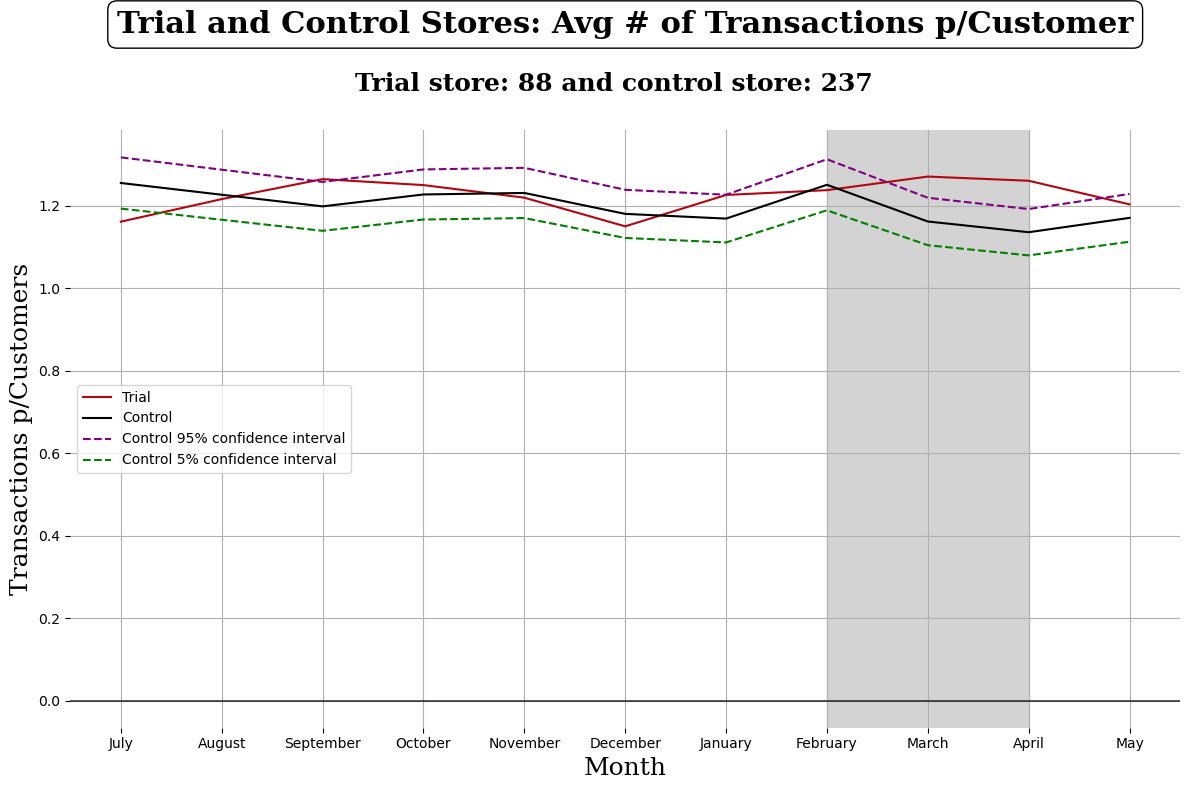 Trial and Control Stores: Avg # of Transactions p/Customer
Trial store: 88 and control store: 237
Transactions p/Customers
1.2
1.0
0.8
0.6
0.4
0.2
0.0
Trial
Control
Control 95% confidence interval
Control 5% confidence interval
July August September October November December January February March April May
Month